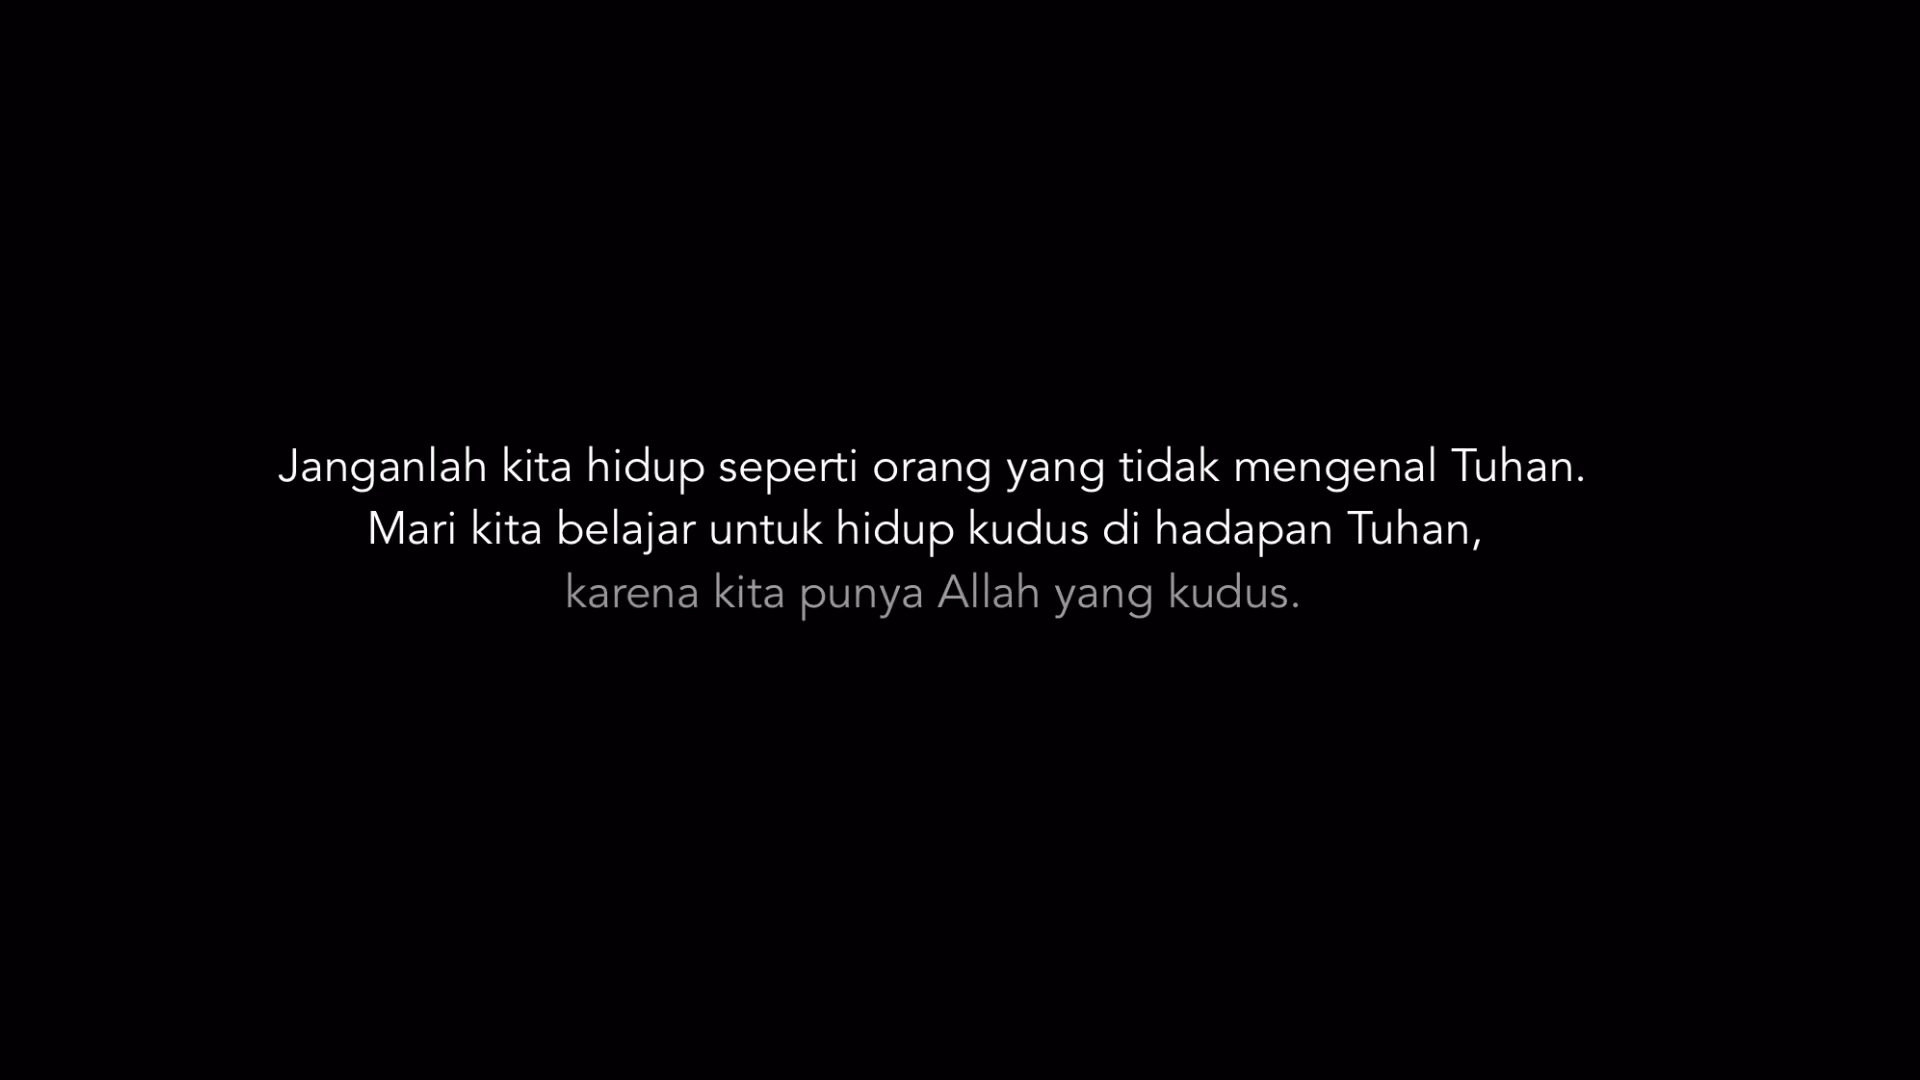 Janganlah kita hidup seperti orang yang tidak mengenal Tuhan.
Mari kita belajar untuk hidup kudus di hadapan Tuhan,
karena kita punya Allah yang kudus.